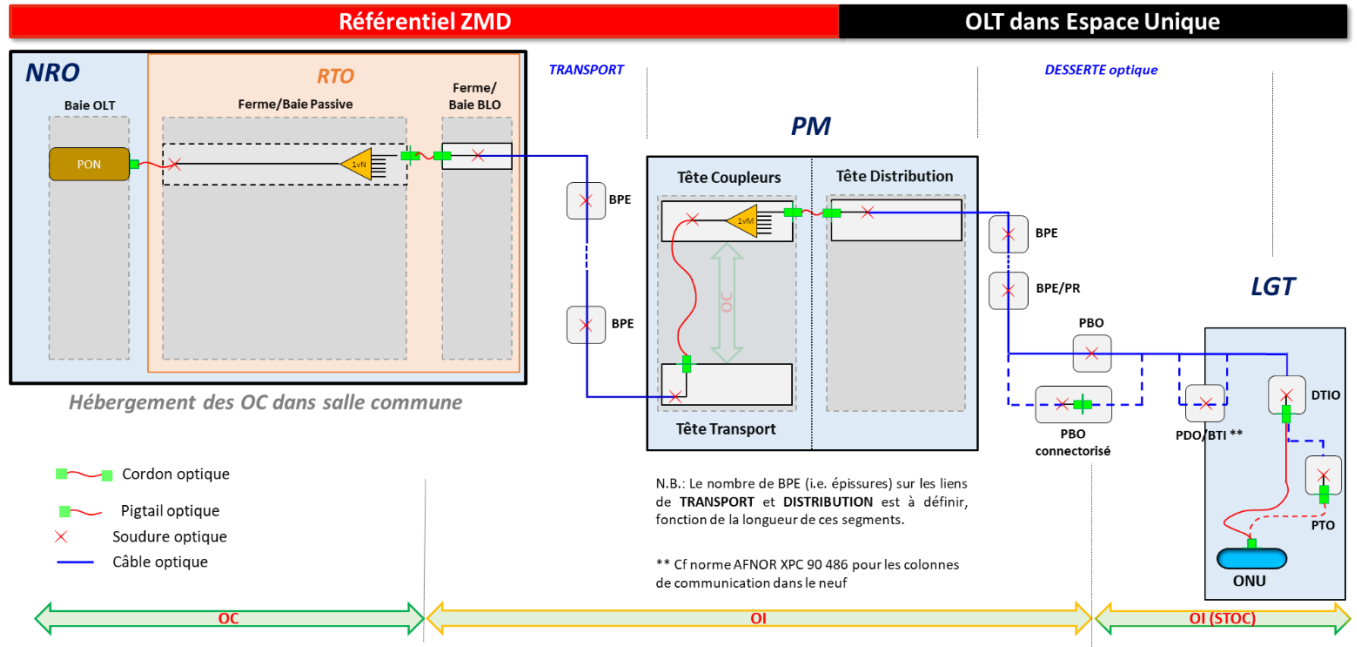 Référentiel ZMD
OLT dans Espace Unique
NRO
RTO
TRANSPORT
DESSERTE optique
Baie OLT
Ferme/Baie Passive
Ferme/
Baie BLO
PM
PON
1vN
Tête Coupleurs
Tête Distribution
BPE
1vM
BPE
OC
BPE/PR
LGT
BPE
PBO
Hébergement des OC dans salle commune
Tête Transport
PBO
connectorisé
PDO/BTI **
DTIO
Cordon optique
Pigtail optique
Soudure optique
Câble optique
N.B.: Le nombre de BPE (i.e. épissures) sur les liens
de TRANSPORT et DISTRIBUTION est à définir,
fonction de la longueur de ces segments.
** Cf norme AFNOR XPC 90 486 pour les colonnes
de communication dans le neuf
PTO
ONU
OC
OI
OI (STOC)